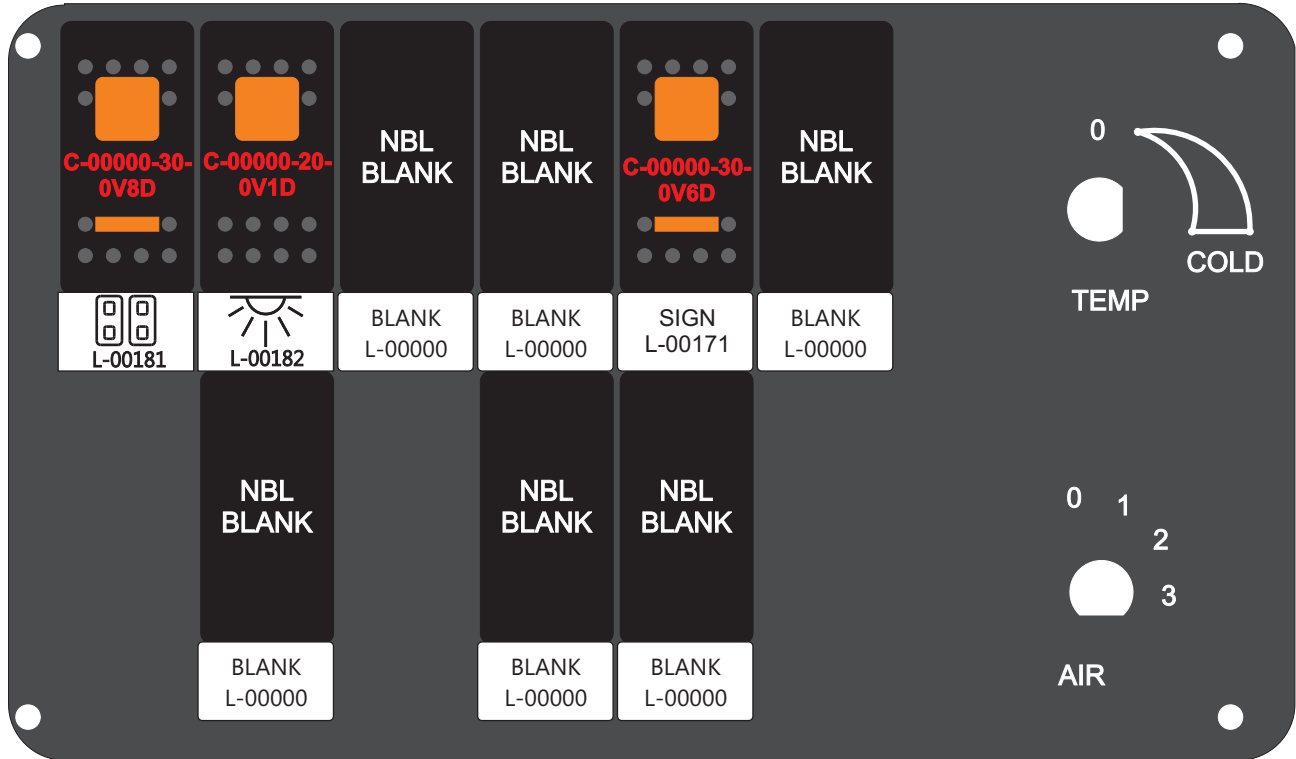 C-00000-30-
0V8D
C-00000-20-
0V1D
NBL
BLANK
NBL
BLANK
C-00000-30-
0V6D
NBL
BLANK
L-00181
L-00182
BLANK
L-00000
BLANK
L-00000
SIGN
L-00171
BLANK
L-00000
0
COLD
TEMP
NBL
BLANK
NBL
BLANK
NBL
BLANK
BLANK
L-00000
BLANK
L-00000
BLANK
L-00000
0
1
2
3
AIR